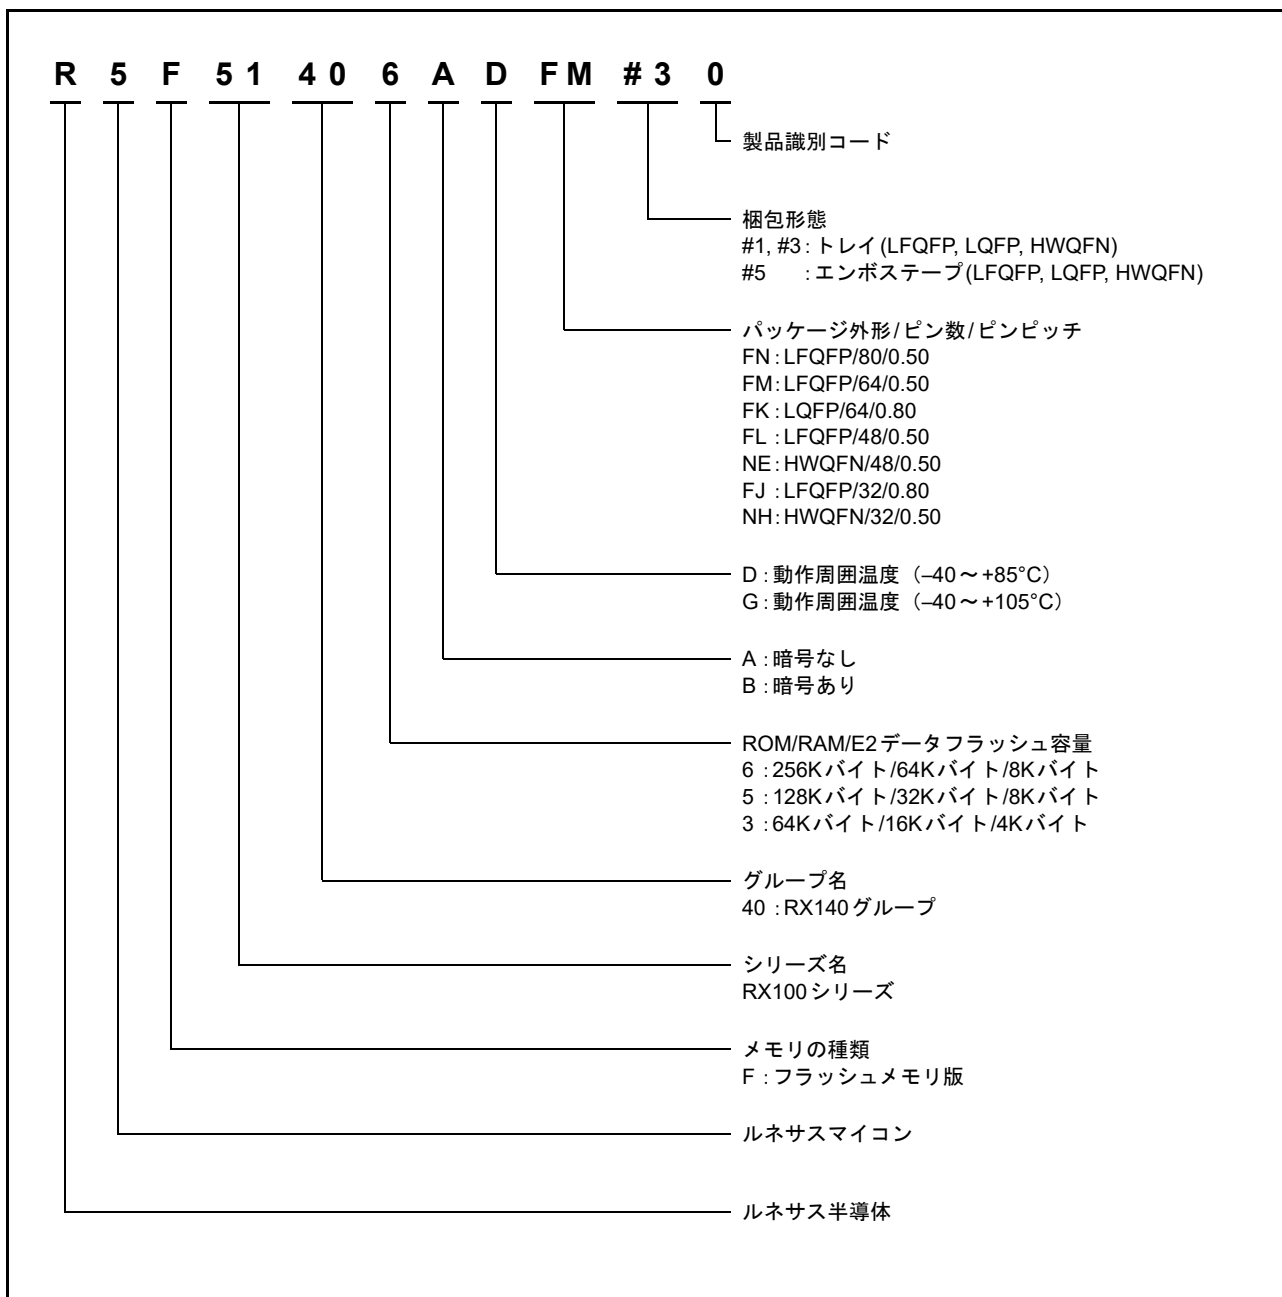 R 5 F 51 40 6 A D FM #3 0
製品識別コード
梱包形態
#1, #3 : トレイ(LFQFP, LQFP, HWQFN)
#5 : エンボステープ(LFQFP, LQFP, HWQFN)
パッケージ外形/ピン数/ピンピッチ
FN : LFQFP/80/0.50
FM : LFQFP/64/0.50
FK : LQFP/64/0.80
FL : LFQFP/48/0.50
NE : HWQFN/48/0.50
FJ : LFQFP/32/0.80
NH : HWQFN/32/0.50
D : 動作周囲温度（–40～+85°C）
G : 動作周囲温度（–40～+105°C）
A : 暗号なし
B : 暗号あり
ROM/RAM/E2データフラッシュ容量
6 : 256Kバイト/64Kバイト/8Kバイト
5 : 128Kバイト/32Kバイト/8Kバイト
3 : 64Kバイト/16Kバイト/4Kバイト
グループ名
40 : RX140グループ
シリーズ名
RX100シリーズ
メモリの種類
F : フラッシュメモリ版
ルネサスマイコン
ルネサス半導体